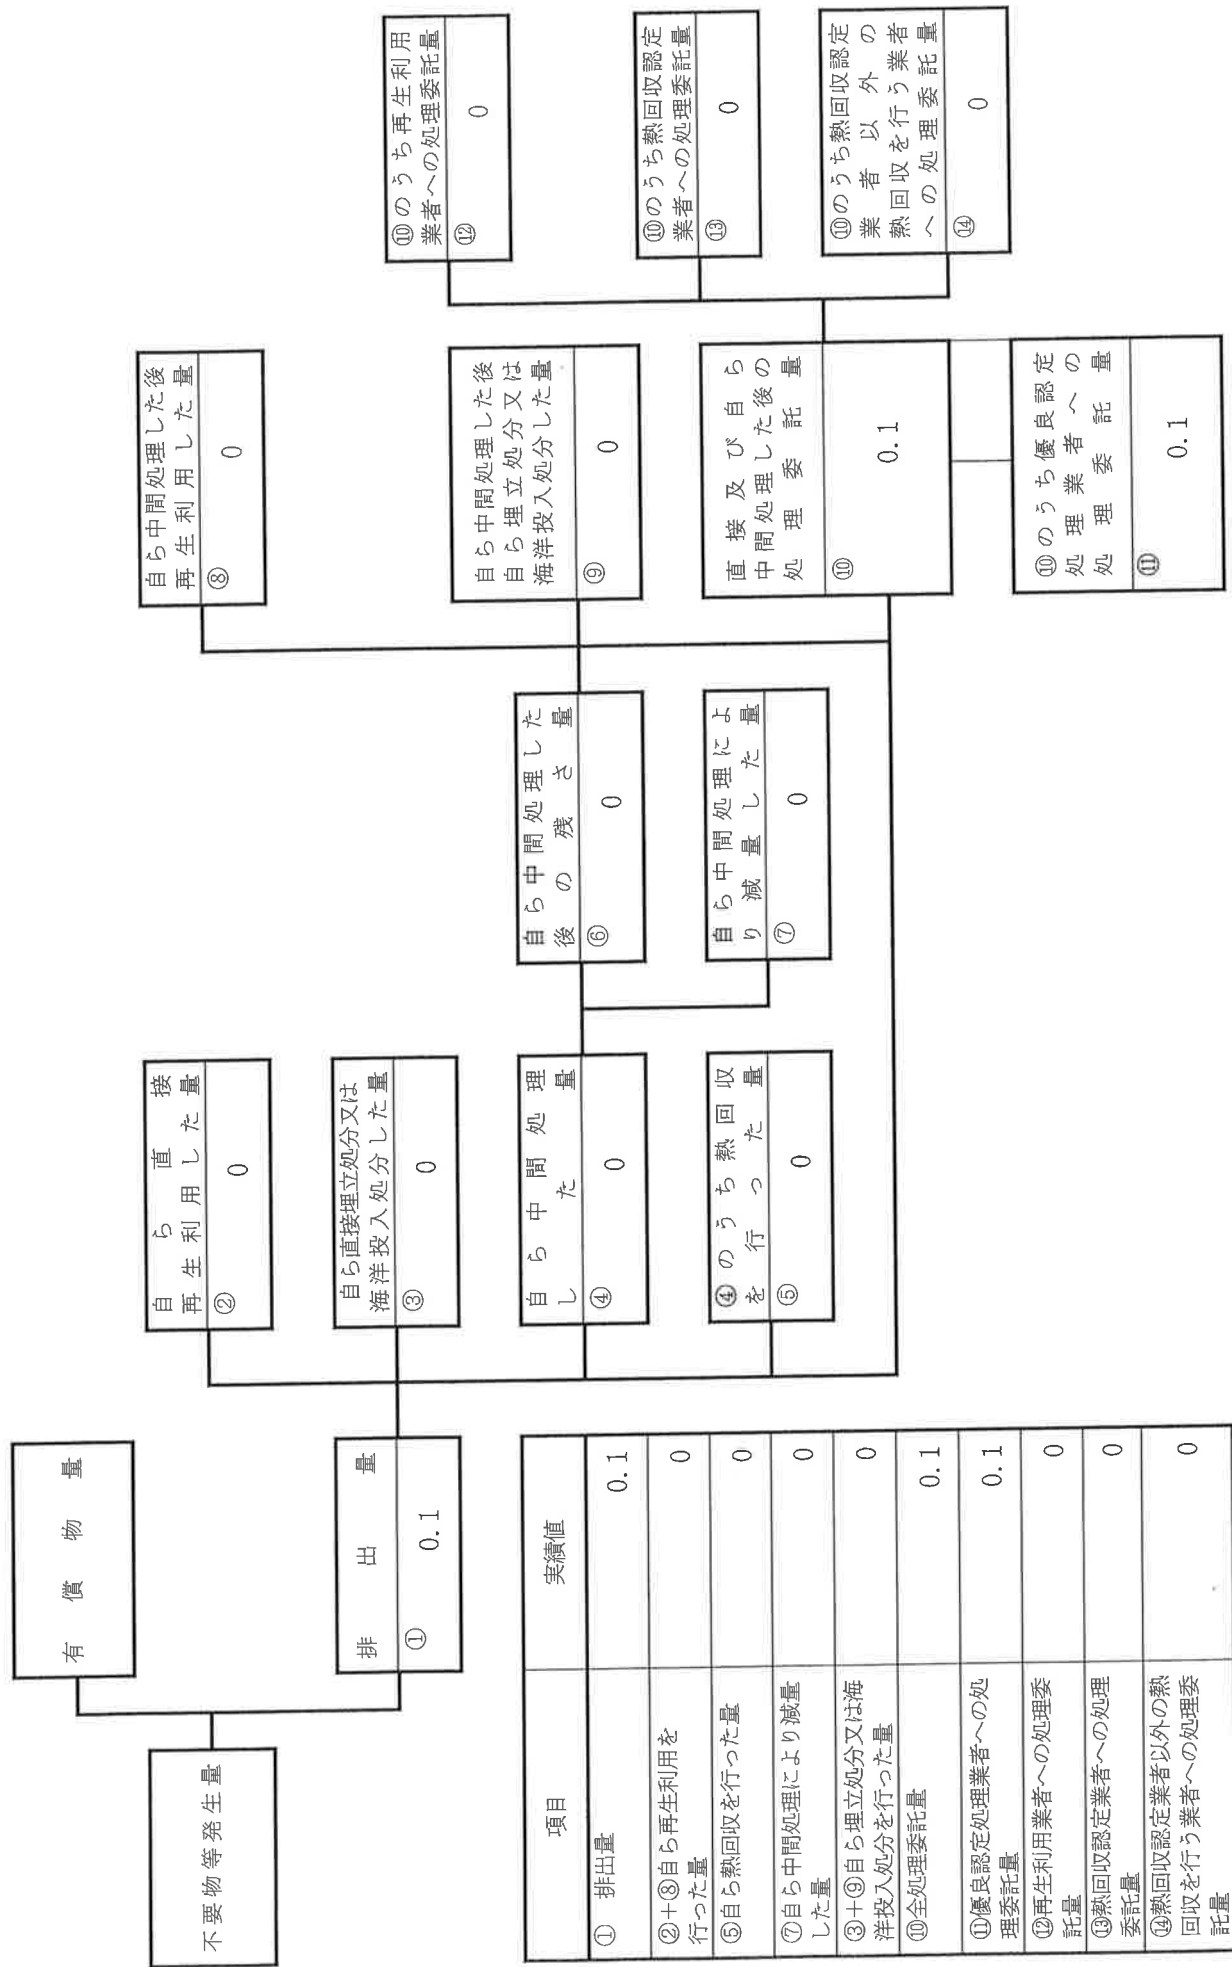 不要物等発生量
有償物量
排出量
① 0.1
自ら直接
再生利用した量
② 0
自ら直接埋立処分又は
海洋投入処分した量
③ 0
自ら中間処理
した量
④ 0
④のうち熱回収
を行った量
⑤ 0
自ら中間処理した
後の残さ量
⑥ 0
自ら中間処理によ
り減量した量
⑦ 0
自ら中間処理した後
再生利用した量
⑧ 0
自ら中間処理した後
自ら埋立処分又は
海洋投入処分した量
⑨ 0
直接及び自ら
中間処理した後の
処理委託量
⑩ 0.1
⑩のうち優良認定
処理業者への
処理委託量
⑪ 0.1
⑩のうち再生利用
業者への処理委託量
⑫ 0
⑩のうち熱回収認定
業者への処理委託量
⑬ 0
⑩のうち熱回収認定
業者以外の
熱回収を行う業者
への処理委託量
⑭ 0
項目 実績値
① 排出量 0.1
②+⑧自ら再生利用を
行った量 0
⑤自ら熱回収を行った量 0
⑦自ら中間処理により減量
した量 0
③+⑨自ら埋立処分又は海
洋投入処分を行った量 0
⑩全処理委託量 0.1
⑪優良認定処理業者への処
理委託量 0.1
⑫再生利用業者への処理委
託量 0
⑬熱回収認定業者への処理
委託量 0
⑭熱回収認定業者以外の熱
回収を行う業者への処理委
託量 0